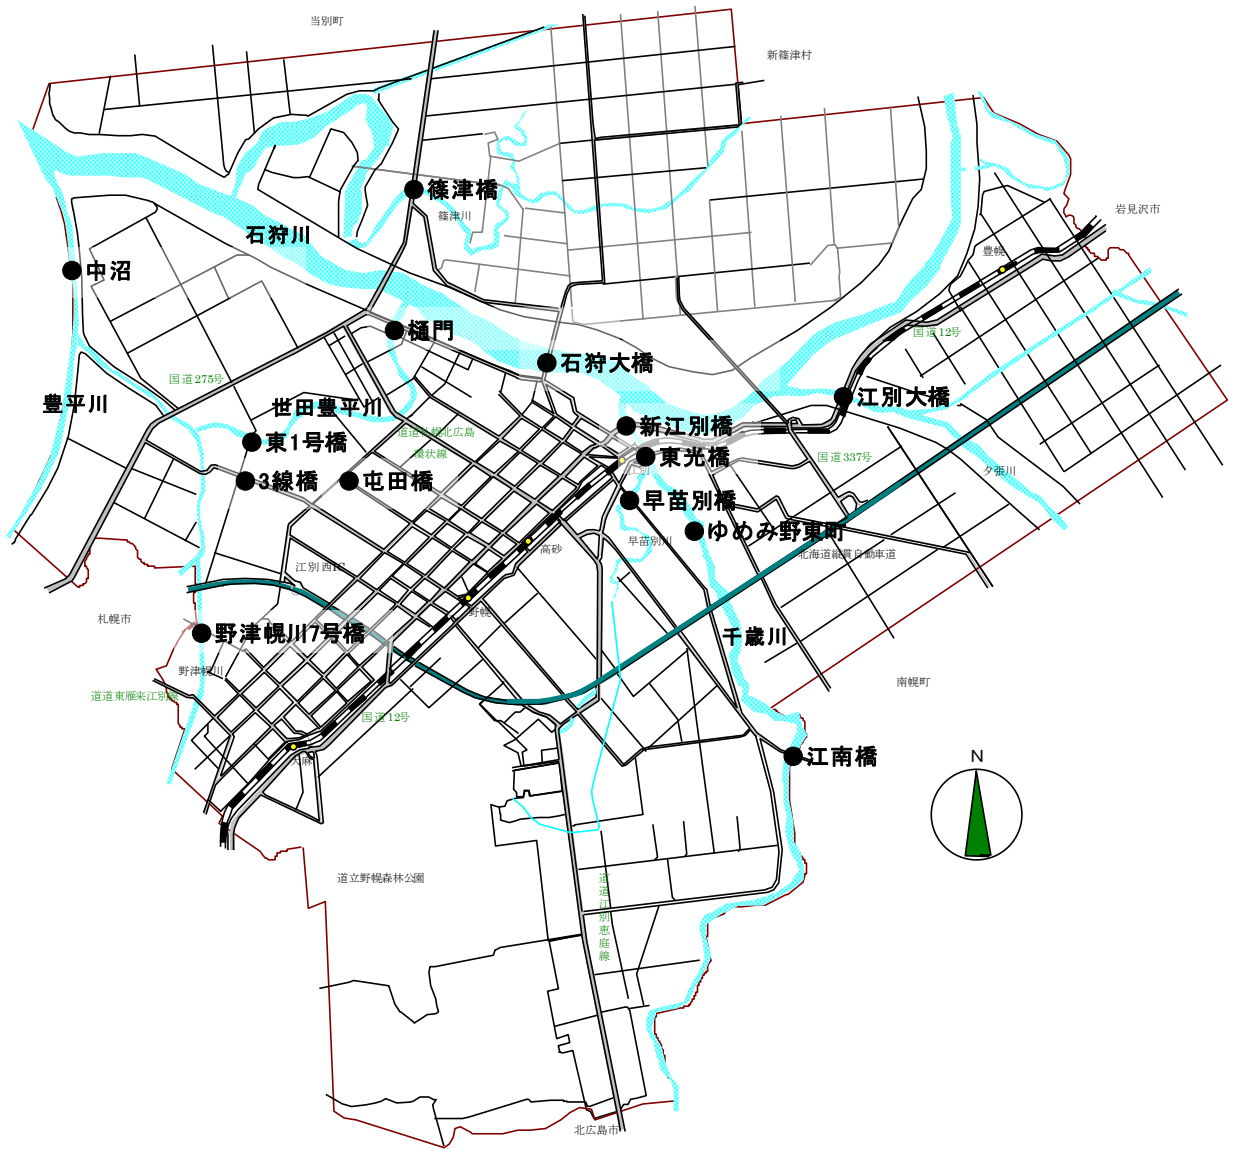 当別町
新篠津村
篠津橋
岩見沢市
篠津川
石狩川
豊幌
中沼
樋門
国道12号
石狩大橋
国道275号
江別大橋
豊平川
世田豊平川
新江別橋
道道札幌北広島
環状線
東1号橋
東光橋
国道337号
江別
夕張川
3線橋
屯田橋
早苗別橋
ゆめみ野東町
早苗別川
高砂
北海道縦貫自動車道
江別西IC
野幌
札幌市
野津幌川7号橋
千歳川
野津幌川
南幌町
道道東雁来江別線
国道12号
大麻
江南橋
N
道立野幌森林公園
道道江別恵庭線
北広島市